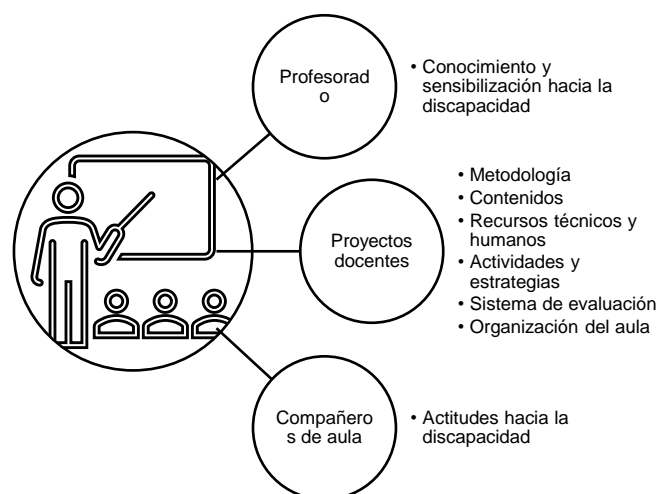 Profesorad
o
• Conocimiento y
sensibilización hacia la
discapacidad
Proyectos
docentes
• Metodología
• Contenidos
• Recursos técnicos y
humanos
• Actividades y
estrategias
• Sistema de evaluación
• Organización del aula
Compañero
s de aula
• Actitudes hacia la
discapacidad